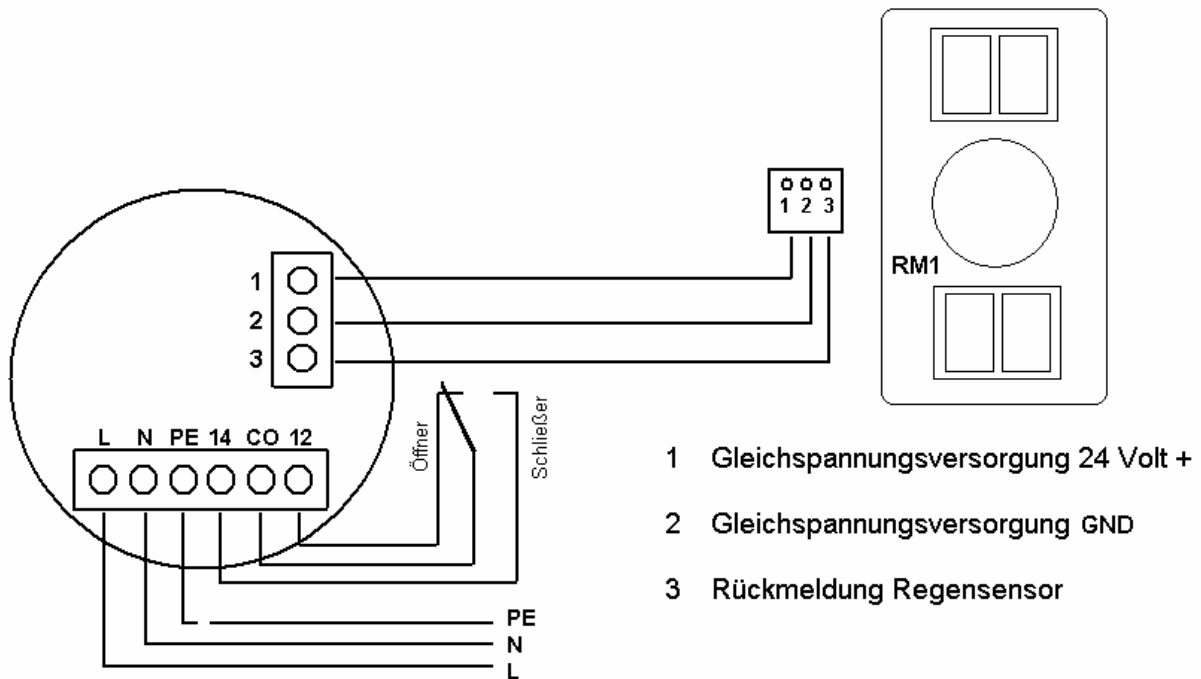 1 2 3
RM1
1
2
3
L N PE 14 CO 12
Öffner
Schließer
1 Gleichspannungsversorgung 24 Volt +
2 Gleichspannungsversorgung GND
3 Rückmeldung Regensensor
PE
N
L